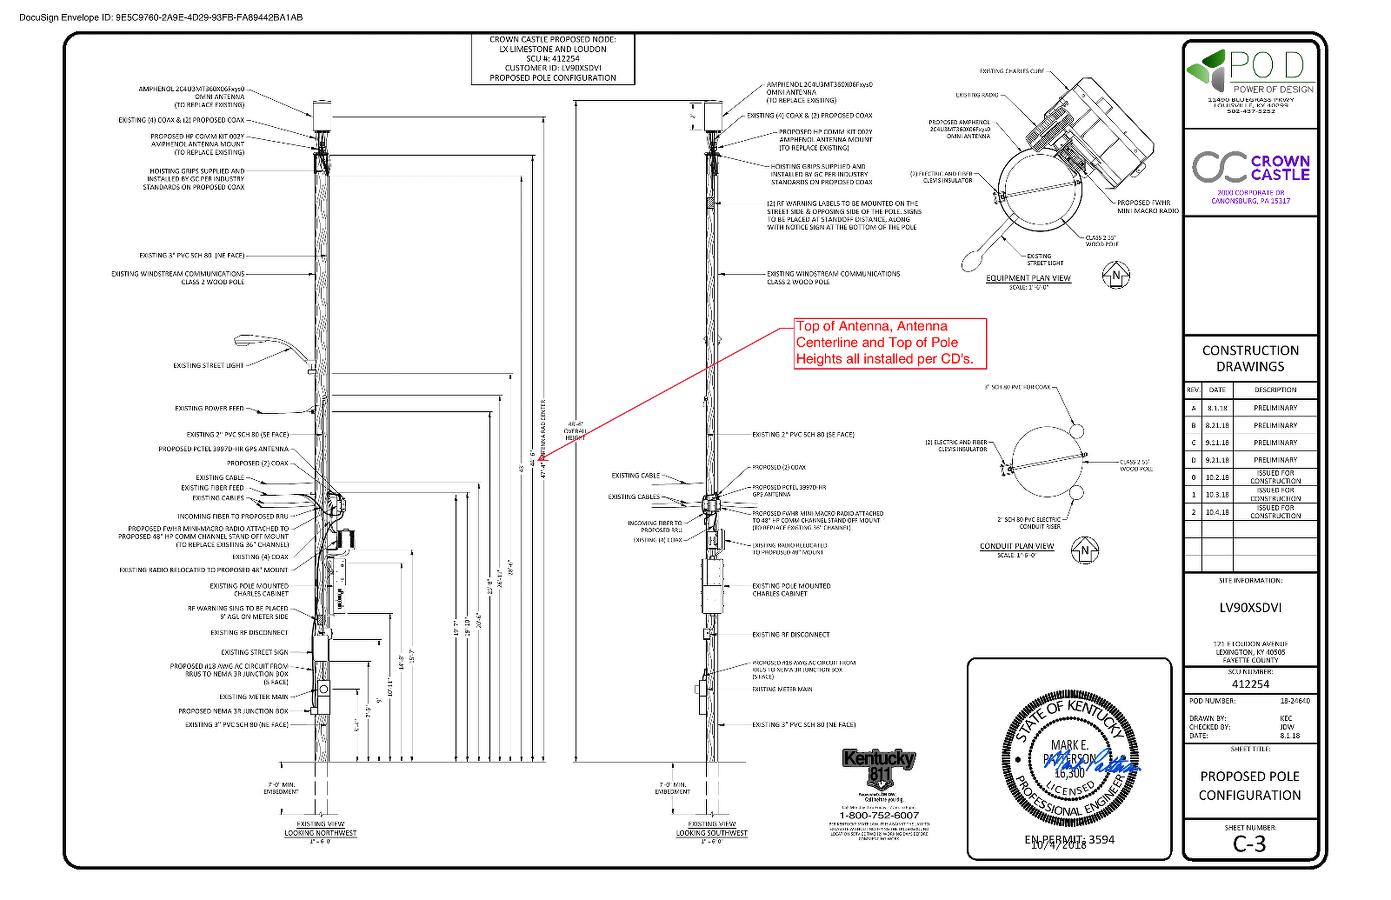 DocuSign Envelope ID: 9E5C9760-2A9E-4D29-93FB-FA89442BA1AB
CROWN CASTLE PROPOSED NODE:
LX LIMESTONE AND LOUDON
SCU #: 412254
CUSTOMER ID: LV90XSDVI
PROPOSED POLE CONFIGURATION
AMPHENOL 2C4U3MT360X06Fxys0
OMNI ANTENNA
(TO REPLACE EXISTING)
EXISTING (4) COAX & (2) PROPOSED COAX
PROPOSED HP COMM KIT 002Y
AMPHENOL ANTENNA MOUNT
(TO REPLACE EXISTING)
HOISTING GRIPS SUPPLIED AND
INSTALLED BY GC PER INDUSTRY
STANDARDS ON PROPOSED COAX
EXISTING 3" PVC SCH 80 (NE FACE)
EXISTING WINDSTREAM COMMUNICATIONS
CLASS 2 WOOD POLE
EXISTING STREET LIGHT
EXISTING POWER FEED
EXISTING 2" PVC SCH 80 (SE FACE)
PROPOSED PCTEL 3997D-HR GPS ANTENNA
PROPOSED (2) COAX
EXISTING CABLE
EXISTING FIBER FEED
EXISTING CABLES
INCOMING FIBER TO PROPOSED RRU
PROPOSED FWHR MINI-MACRO RADIO ATTACHED TO
PROPOSED 48" HP COMM CHANNEL STAND OFF MOUNT
(TO REPLACE EXISTING 36" CHANNEL)
EXISTING (4) COAX
EXISTING RADIO RELOCATED TO PROPOSED 48" MOUNT
EXISTING POLE MOUNTED
CHARLES CABINET
RF WARNING SING TO BE PLACED
9' AGL ON METER SIDE
EXISTING RF DISCONNECT
EXISTING STREET SIGN
PROPOSED #18 AWG AC CIRCUIT FROM
RRUS TO NEMA 3R JUNCTION BOX
(S FACE)
EXISTING METER MAIN
PROPOSED NEMA 3R JUNCTION BOX
EXISTING 3" PVC SCH 80 (NE FACE)
7'-0" MIN.
EMBEDMENT
EXISTING VIEW
LOOKING NORTHWEST
1" = 6'-0"
9'
10'-11"
15'-7"
19'-7"
20'-6"
26'-11"
28'-6"
43'
OVERALL
HEIGHT
2'
AMPHENOL 2C4U3MT360X06Fxys0
OMNI ANTENNA
(TO REPLACE EXISTING)
EXISTING (4) COAX & (2) PROPOSED COAX
PROPOSED HP COMM KIT 002Y
AMPHENOL ANTENNA MOUNT
(TO REPLACE EXISTING)
HOISTING GRIPS SUPPLIED AND
INSTALLED BY GC PER INDUSTRY
STANDARDS ON PROPOSED COAX
(2) RF WARNING LABELS TO BE MOUNTED ON THE
STREET SIDE & OPPOSING SIDE OF THE POLE. SIGNS
TO BE PLACED AT STANDOFF DISTANCE, ALONG
WITH NOTICE SIGN AT THE BOTTOM OF THE POLE
EXISTING WINDSTREAM COMMUNICATIONS
CLASS 2 WOOD POLE
Top of Antenna, Antenna
Centerline and Top of Pole
Heights all installed per CD's.
EXISTING 2" PVC SCH 80 (SE FACE)
PROPOSED (2) COAX
EXISTING CABLE
PROPOSED PCTEL 3997D-HR
GPS ANTENNA
EXISTING CABLES
PROPOSED FWHR MINI-MACRO RADIO ATTACHED
TO 48" HP COMM CHANNEL STAND OFF MOUNT
(TO REPLACE EXISTING 36" CHANNEL)
INCOMING FIBER TO
PROPOSED RRU
EXISTING (4) COAX
EXISTING RADIO RELOCATED
TO PROPOSED 48" MOUNT
EXISTING POLE MOUNTED
CHARLES CABINET
EXISTING RF DISCONNECT
PROPOSED #18 AWG AC CIRCUIT FROM
RRUS TO NEMA 3R JUNCTION BOX
(S FACE)
EXISTING METER MAIN
EXISTING 3" PVC SCH 80 (NE FACE)
7'-0" MIN.
EMBEDMENT
EXISTING VIEW
LOOKING SOUTHWEST
1" = 6'-0"
EXISTING CHARLES CUBE
EXISTING RADIO
PROPOSED AMPHENOL
2C4U3MT360X06Fxys0
OMNI ANTENNA
(2) ELECTRIC AND FIBER
CLEVIS INSULATOR
PROPOSED FWHR
MINI MACRO RADIO
WOOD POLE
EXISTING
STREET LIGHT
EQUIPMENT PLAN VIEW
SCALE: 1"-6'-0"
N
3" SCH 80 PVC FOR COAX
(2) ELECTRIC AND FIBER
CLEVIS INSULATOR
2" SCH 80 PVC ELECTRIC
CONDUIT RISER
CONDUIT PLAN VIEW
SCALE: 1"-6'-0"
N
Kentucky
811
Call before you dig.
1-800-752-6007
STATE OF KENTUCKY
MARK E.
PATTERSON
16,300
LICENSED
PROFESSIONAL ENGINEER
EN PERMIT: 3594
10/4/2018
POD
POWER OF DESIGN
11490 BLUEGRASS PKWY
LOUISVILLE, KY 40299
502-437-5252
CROWN
CASTLE
2000 CORPORATE DR
CANONSBURG, PA 15317
CONSTRUCTION
DRAWINGS
REV. DATE DESCRIPTION
A 8.1.18 PRELIMINARY
B 8.21.18 PRELIMINARY
C 9.11.18 PRELIMINARY
D 9.21.18 PRELIMINARY
0 10.2.18 ISSUED FOR CONSTRUCTION
1 10.3.18 ISSUED FOR CONSTRUCTION
2 10.4.18 ISSUED FOR CONSTRUCTION
SITE INFORMATION:
LV90XSDVI
121 E LOUDON AVENUE
LEXINGTON, KY 40505
FAYETTE COUNTY
SCU NUMBER:
412254
POD NUMBER: 18-24640
DRAWN BY: KEC
CHECKED BY: JDW
DATE: 8.1.18
SHEET TITLE:
PROPOSED POLE
CONFIGURATION
SHEET NUMBER:
C-3